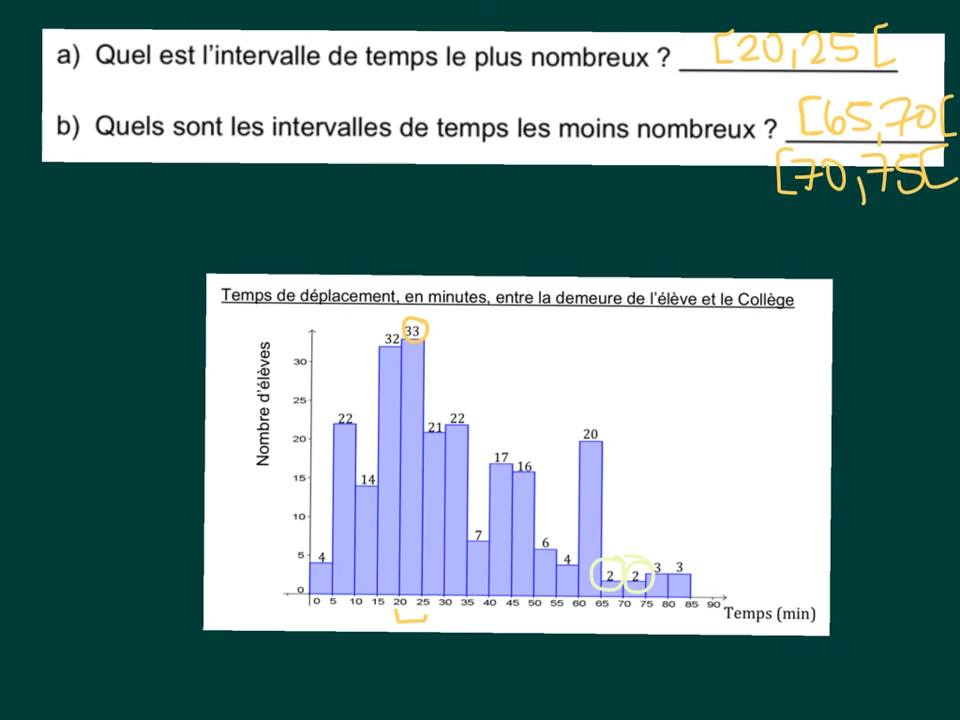 a) Quel est l'intervalle de temps le plus nombreux ? [20,25[
b) Quels sont les intervalles de temps les moins nombreux ? [65,70[
[70,75[
Temps de déplacement, en minutes, entre la demeure de l'élève et le Collège
Nombre d'élèves
30
25
20
15
10
5
0
4 22 14 32 33 21 22 7 17 16 6 4 20 2 2 3 3
0 5 10 15 20 25 30 35 40 45 50 55 60 65 70 75 80 85 90
Temps (min)